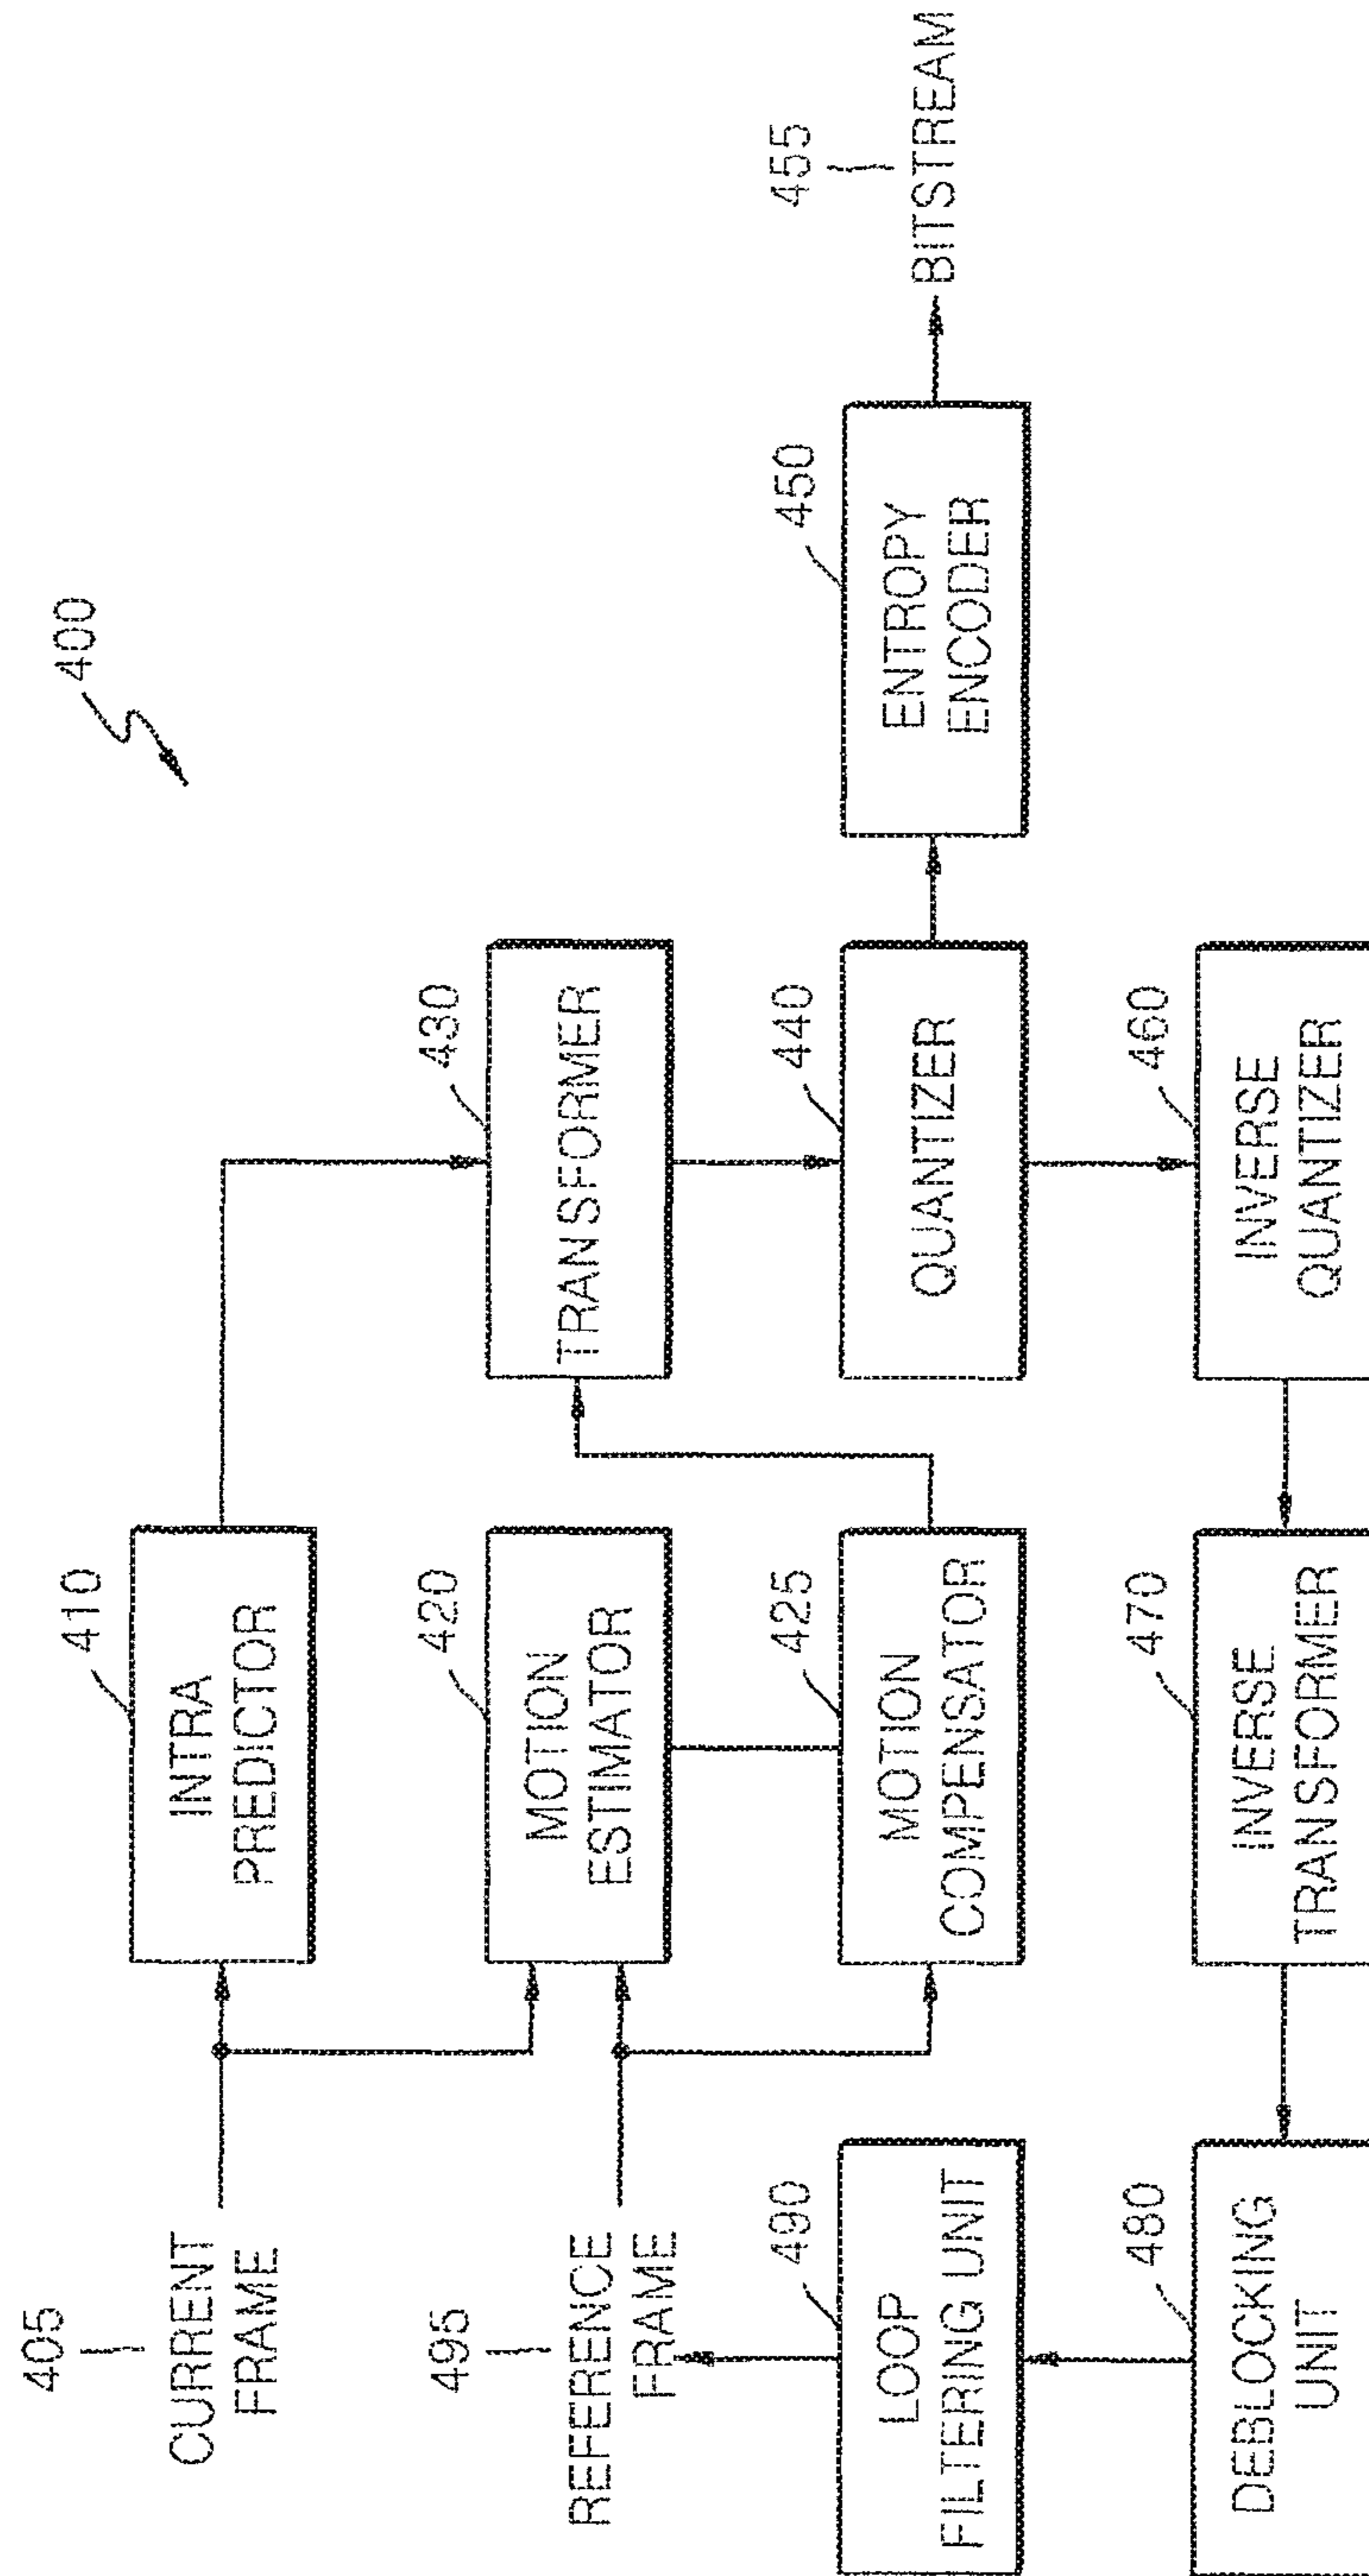 400
405
CURRENT
FRAME
410
INTRA
PREDICTOR
495
REFERENCE
FRAME
420
MOTION
ESTIMATOR
430
TRANSFORMER
490
LOOP
FILTERING UNIT
425
MOTION
COMPENSATOR
440
QUANTIZER
450
ENTROPY
ENCODER
455
BITSTREAM
480
DEBLOCKING
UNIT
470
INVERSE
TRANSFORMER
460
INVERSE
QUANTIZER